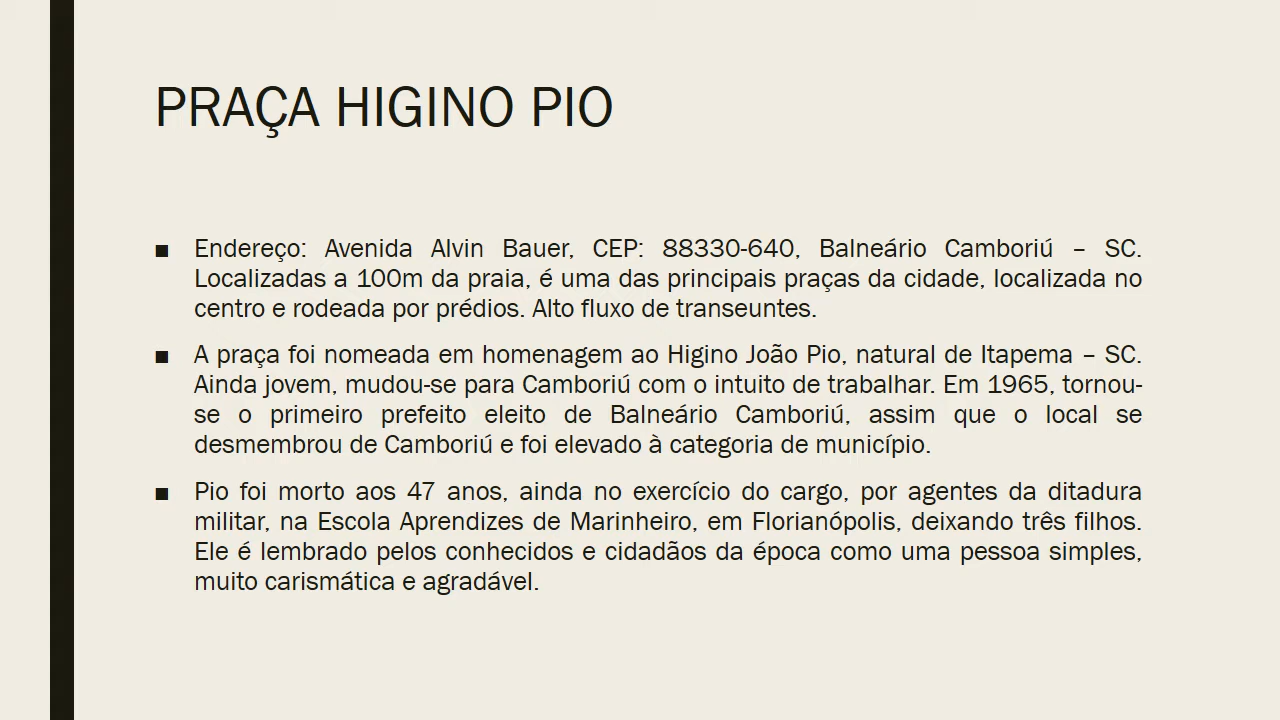 PRAÇA HIGINO PIO
■ Endereço: Avenida Alvin Bauer, CEP: 88330-640, Balneário Camboriú – SC.
Localizadas a 100m da praia, é uma das principais praças da cidade, localizada no
centro e rodeada por prédios. Alto fluxo de transeuntes.
■ A praça foi nomeada em homenagem ao Higino João Pio, natural de Itapema – SC.
Ainda jovem, mudou-se para Camboriú com o intuito de trabalhar. Em 1965, tornou-
se o primeiro prefeito eleito de Balneário Camboriú, assim que o local se
desmembrou de Camboriú e foi elevado à categoria de município.
■ Pio foi morto aos 47 anos, ainda no exercício do cargo, por agentes da ditadura
militar, na Escola Aprendizes de Marinheiro, em Florianópolis, deixando três filhos.
Ele é lembrado pelos conhecidos e cidadãos da época como uma pessoa simples,
muito carismática e agradável.